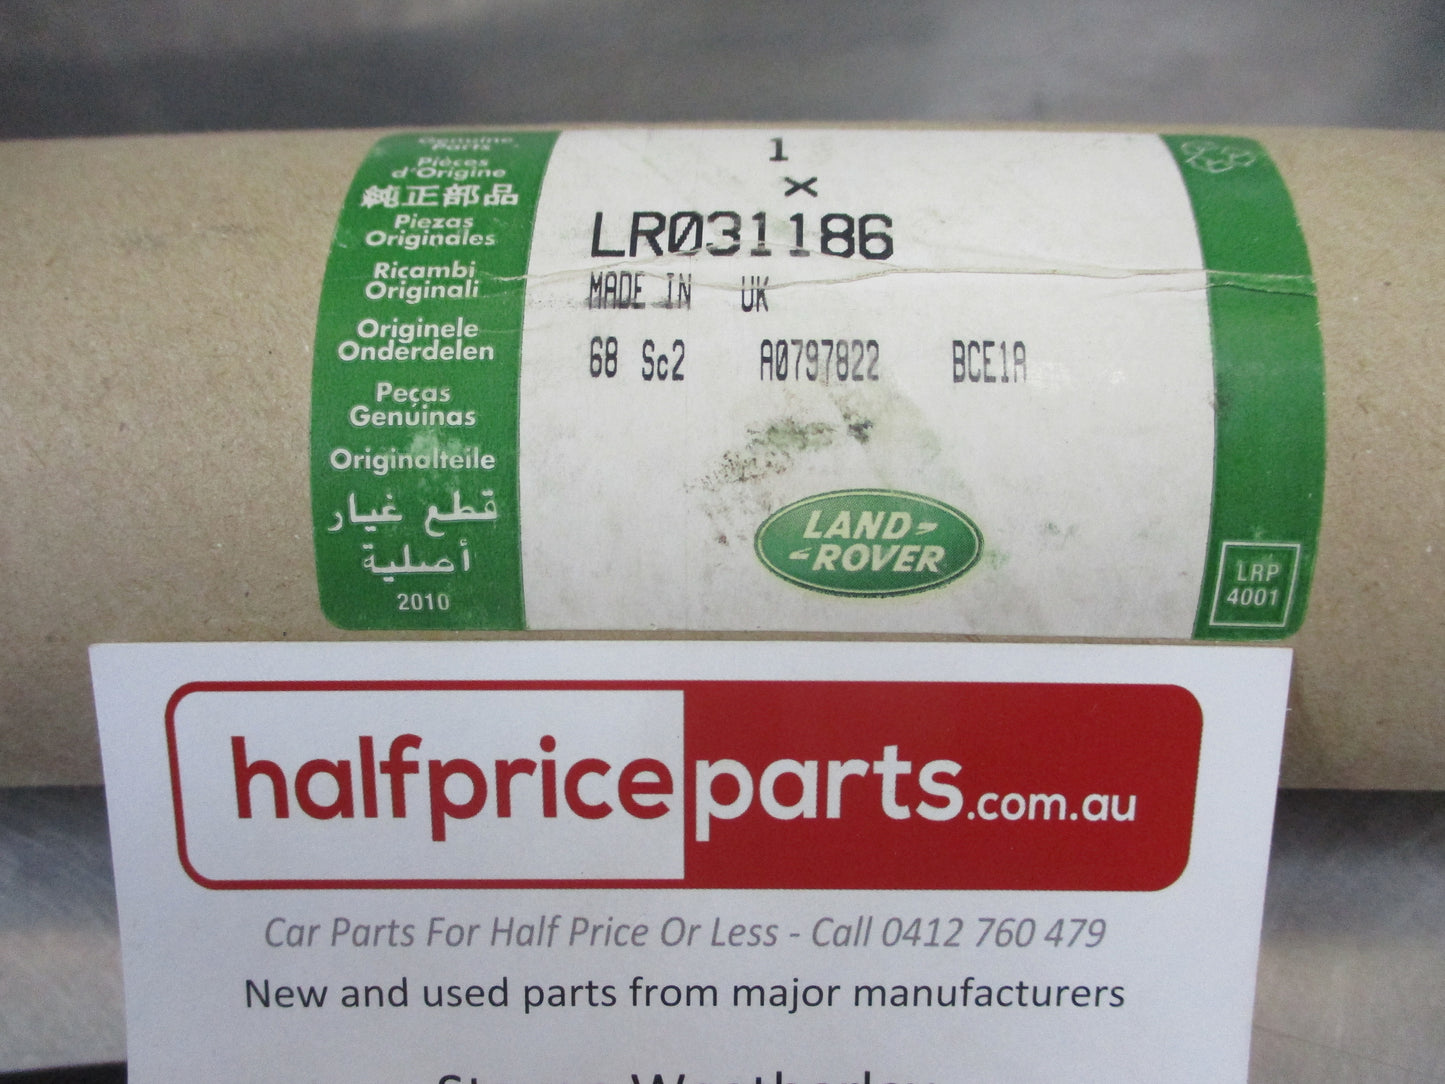 Genuine
Parts
Pièces
d'Origine
純正部品
Piezas
Originales
Ricambi
Originali
Originele
Onderdelen
Peças
Genuínas
Originalteile
قطع غيار
أصلية
2010
1
x
LR031186
MADE IN UK
68 Sc2 A0797822 BCE1A
LAND
ROVER
LRP
4001
halfpriceparts.com.au
Car Parts For Half Price Or Less - Call 0412 760 479
New and used parts from major manufacturers